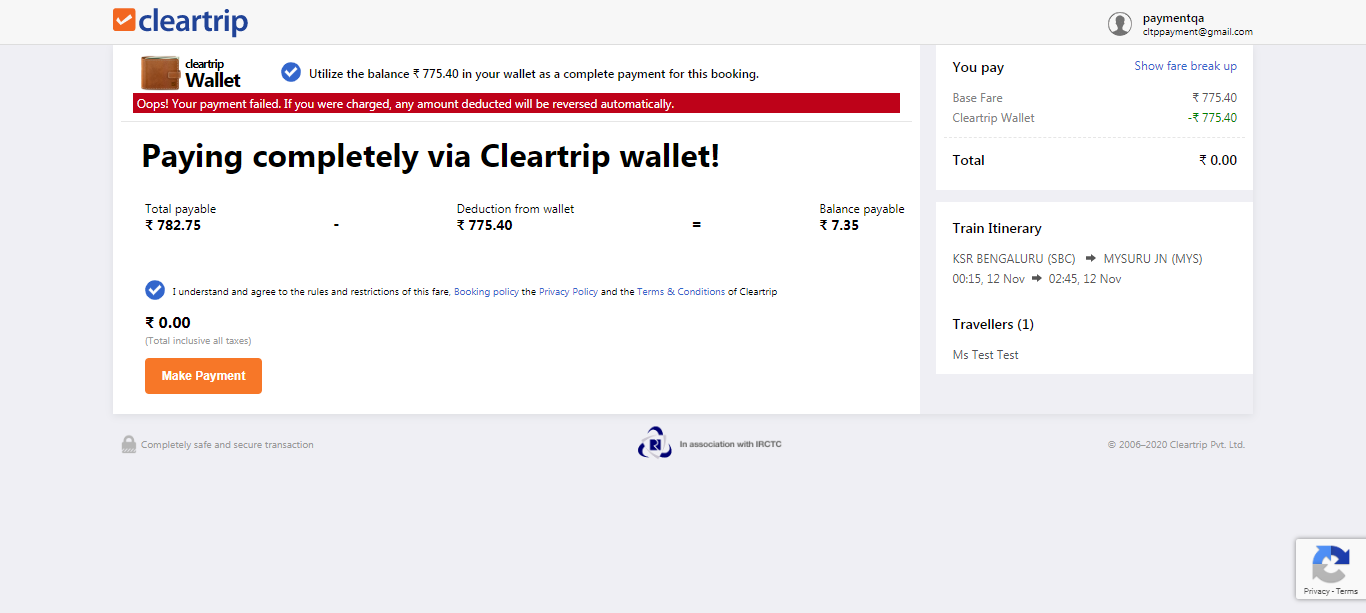 cleartrip
paymentqa
cltppayment@gmail.com
cleartrip
Wallet
Utilize the balance ₹ 775.40 in your wallet as a complete payment for this booking.
Oops! Your payment failed. If you were charged, any amount deducted will be reversed automatically.
Paying completely via Cleartrip wallet!
Total payable
₹ 782.75
-
Deduction from wallet
₹ 775.40
=
Balance payable
₹ 7.35
I understand and agree to the rules and restrictions of this fare, Booking policy the Privacy Policy and the Terms & Conditions of Cleartrip
₹ 0.00
(Total inclusive all taxes)
Make Payment
You pay Show fare break up
Base Fare ₹ 775.40
Cleartrip Wallet -₹ 775.40
Total ₹ 0.00
Train Itinerary
KSR BENGALURU (SBC) ➡ MYSURU JN (MYS)
00:15, 12 Nov ➡ 02:45, 12 Nov
Travellers (1)
Ms Test Test
Completely safe and secure transaction
In association with IRCTC
© 2006–2020 Cleartrip Pvt. Ltd.
Privacy - Terms